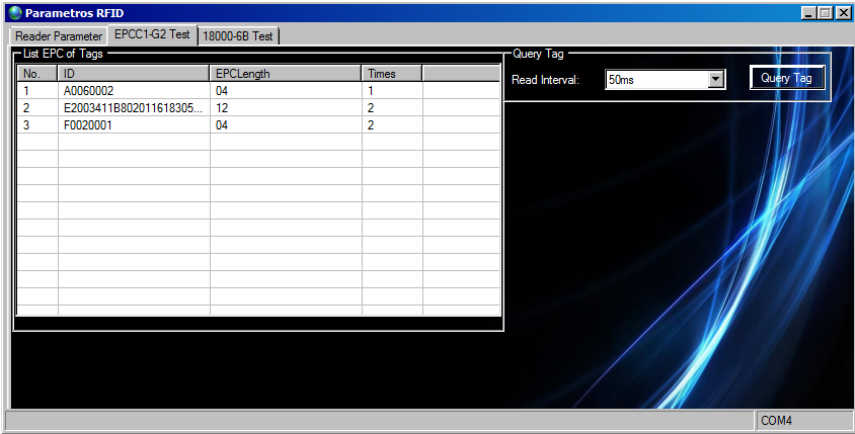 Parametros RFID
Reader Parameter EPCC1-G2 Test 18000-6B Test
List EPC of Tags
No. ID EPCLength Times
1 A0060002 04 1
2 E2003411B802011618305... 12 2
3 F0020001 04 2
Query Tag
Read Interval: 50ms Query Tag
COM4